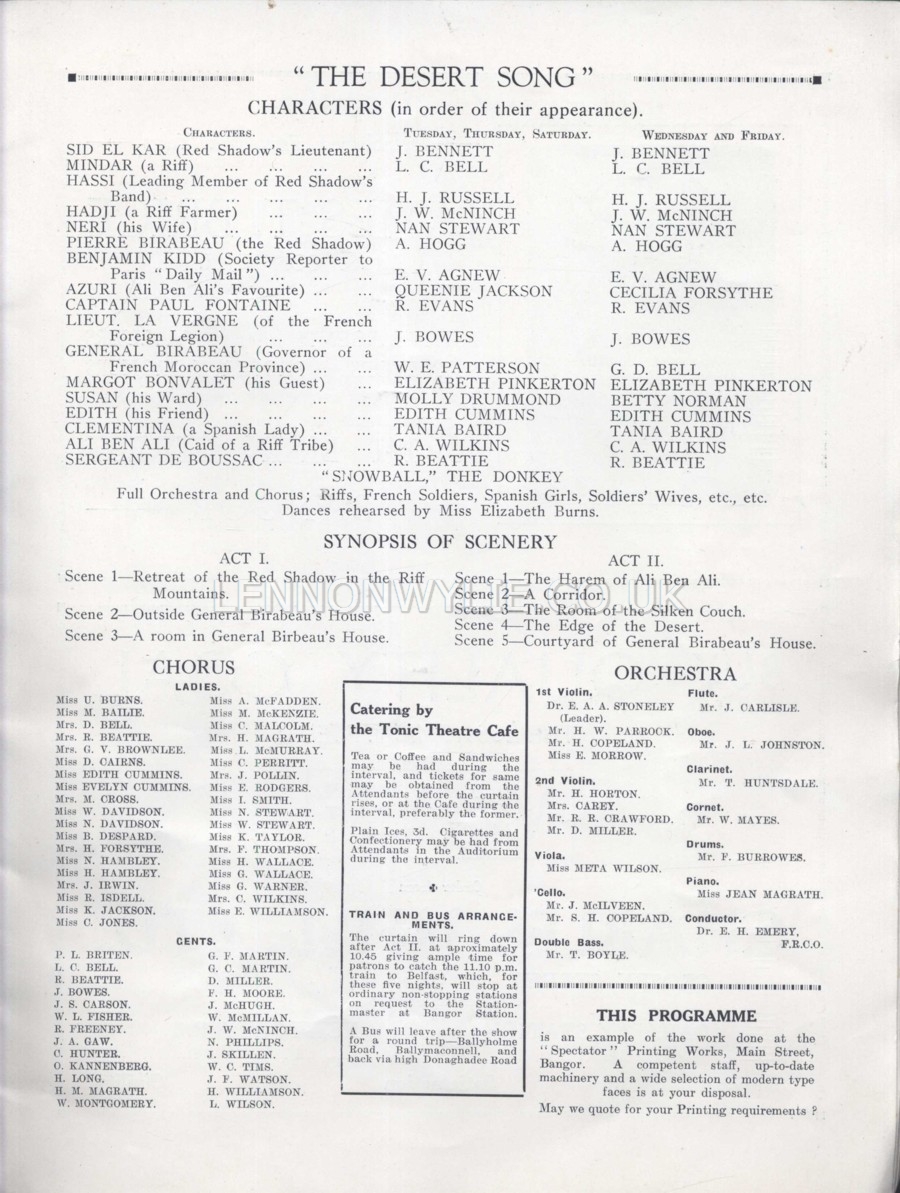 "THE DESERT SONG"
CHARACTERS (in order of their appearance).
CHARACTERS. TUESDAY, THURSDAY, SATURDAY. WEDNESDAY AND FRIDAY.
SID EL KAR (Red Shadow's Lieutenant) J. BENNETT J. BENNETT
MINDAR (a Riff) ... ... ... ... L. C. BELL L. C. BELL
HASSI (Leading Member of Red Shadow's
Band) ... ... ... ... ... H. J. RUSSELL H. J. RUSSELL
HADJI (a Riff Farmer) ... ... ... J. W. McNINCH J. W. McNINCH
NERI (his Wife) ... ... ... ... NAN STEWART NAN STEWART
PIERRE BIRABEAU (the Red Shadow) A. HOGG A. HOGG
BENJAMIN KIDD (Society Reporter to
Paris "Daily Mail") ... ... ... E. V. AGNEW E. V. AGNEW
AZURI (Ali Ben Ali's Favourite) ... ... QUEENIE JACKSON CECILIA FORSYTHE
CAPTAIN PAUL FONTAINE ... ... R. EVANS R. EVANS
LIEUT. LA VERGNE (of the French
Foreign Legion) ... ... ... J. BOWES J. BOWES
GENERAL BIRABEAU (Governor of a
French Moroccan Province) ... ... W. E. PATTERSON G. D. BELL
MARGOT BONVALET (his Guest) ... ELIZABETH PINKERTON ELIZABETH PINKERTON
SUSAN (his Ward) ... ... ... ... MOLLY DRUMMOND BETTY NORMAN
EDITH (his Friend) ... ... ... ... EDITH CUMMINS EDITH CUMMINS
CLEMENTINA (a Spanish Lady) ... ... TANIA BAIRD TANIA BAIRD
ALI BEN ALI (Caid of a Riff Tribe) ... C. A. WILKINS C. A. WILKINS
SERGEANT DE BOUSSAC ... ... ... R. BEATTIE R. BEATTIE
"SNOWBALL," THE DONKEY
Full Orchestra and Chorus; Riffs, French Soldiers, Spanish Girls, Soldiers' Wives, etc., etc.
Dances rehearsed by Miss Elizabeth Burns.
SYNOPSIS OF SCENERY
ACT I.
Scene 1—Retreat of the Red Shadow in the Riff
Mountains.
Scene 2—Outside General Birabeau's House.
Scene 3—A room in General Birbeau's House.
ACT II.
Scene 1—The Harem of Ali Ben Ali.
Scene 2—A Corridor.
Scene 3—The Room of the Silken Couch.
Scene 4—The Edge of the Desert.
Scene 5—Courtyard of General Birabeau's House.
LENNONWYLIE.CO.UK
CHORUS
LADIES.
Miss U. BURNS.
Miss M. BAILIE.
Mrs. D. BELL.
Mrs. R. BEATTIE.
Mrs. G. V. BROWNLEE.
Miss D. CAIRNS.
Miss EDITH CUMMINS.
Miss EVELYN CUMMINS.
Mrs. M. CROSS.
Miss W. DAVIDSON.
Miss N. DAVIDSON.
Miss B. DESPARD.
Mrs. H. FORSYTHE.
Miss N. HAMBLEY.
Miss H. HAMBLEY.
Mrs. J. IRWIN.
Miss R. ISDELL.
Miss K. JACKSON.
Miss C. JONES.
Miss A. McFADDEN.
Miss M. McKENZIE.
Miss C. MALCOLM.
Mrs. H. MAGRATH.
Miss L. McMURRAY.
Miss C. PERRITT.
Mrs. J. POLLIN.
Miss E. RODGERS.
Miss I. SMITH.
Miss N. STEWART.
Miss W. STEWART.
Miss K. TAYLOR.
Mrs. F. THOMPSON.
Miss H. WALLACE.
Miss G. WALLACE.
Miss G. WARNER.
Mrs. C. WILKINS.
Miss E. WILLIAMSON.
GENTS.
P. L. BRITEN.
L. C. BELL.
R. BEATTIE.
J. BOWES.
J. S. CARSON.
W. L. FISHER.
R. FREENEY.
J. A. GAW.
C. HUNTER.
O. KANNENBERG.
H. LONG.
H. M. MAGRATH.
W. MONTGOMERY.
G. F. MARTIN.
G. C. MARTIN.
D. MILLER.
F. H. MOORE.
J. McHUGH.
W. McMILLAN.
J. W. McNINCH.
N. PHILLIPS.
J. SKILLEN.
W. C. TIMS.
J. F. WATSON.
H. WILLIAMSON.
L. WILSON.
Catering by
the Tonic Theatre Cafe
Tea or Coffee and Sandwiches
may be had during the
interval, and tickets for same
may be obtained from the
Attendants before the curtain
rises, or at the Cafe during the
interval, preferably the former.
Plain Ices, 3d. Cigarettes and
Confectionery may be had from
Attendants in the Auditorium
during the interval.
TRAIN AND BUS ARRANGE-
MENTS.
The curtain will ring down
after Act II. at aproximately
10.45 giving ample time for
patrons to catch the 11.10 p.m.
train to Belfast, which, for
these five nights, will stop at
ordinary non-stopping stations
on request to the Station-
master at Bangor Station.
A Bus will leave after the show
for a round trip—Ballyholme
Road, Ballymaconnell, and
back via high Donaghadee Road
ORCHESTRA
1st Violin.
Dr. E. A. A. STONELEY
(Leader).
Mr. H. W. PARROCK.
Mr. H. COPELAND.
Miss E. MORROW.
2nd Violin.
Mr. H. HORTON.
Mrs. CAREY.
Mr. R. R. CRAWFORD.
Mr. D. MILLER.
Viola.
Miss META WILSON.
'Cello.
Mr. J. McILVEEN.
Mr. S. H. COPELAND.
Double Bass.
Mr. T. BOYLE.
Flute.
Mr. J. CARLISLE.
Oboe.
Mr. J. L. JOHNSTON.
Clarinet.
Mr. T. HUNTSDALE.
Cornet.
Mr. W. MAYES.
Drums.
Mr. F. BURROWES.
Piano.
Miss JEAN MAGRATH.
Conductor.
Dr. E. H. EMERY,
F.R.C.O.
THIS PROGRAMME
is an example of the work done at the
"Spectator" Printing Works, Main Street,
Bangor. A competent staff, up-to-date
machinery and a wide selection of modern type
faces is at your disposal.
May we quote for your Printing requirements ?